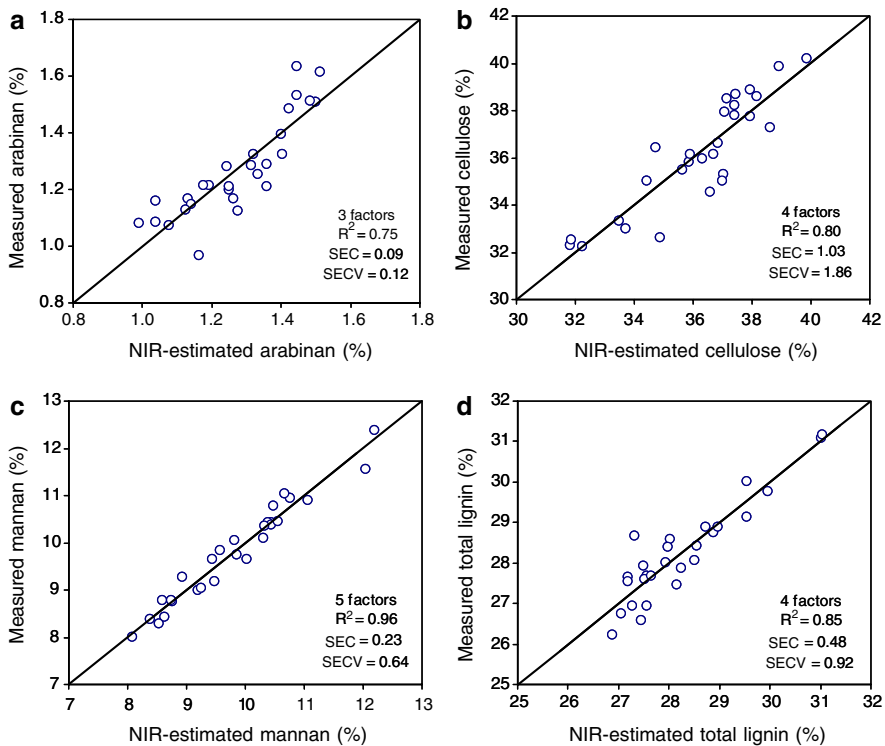 a
1.8
1.6
1.4
1.2
1.0
0.8
Measured arabinan (%)
3 factors
R² = 0.75
SEC = 0.09
SECV = 0.12
0.8 1.0 1.2 1.4 1.6 1.8
NIR-estimated arabinan (%)
b
42
40
38
36
34
32
30
Measured cellulose (%)
4 factors
R² = 0.80
SEC = 1.03
SECV = 1.86
30 32 34 36 38 40 42
NIR-estimated cellulose (%)
c
13
12
11
10
9
8
7
Measured mannan (%)
5 factors
R² = 0.96
SEC = 0.23
SECV = 0.64
7 8 9 10 11 12 13
NIR-estimated mannan (%)
d
32
31
30
29
28
27
26
25
Measured total lignin (%)
4 factors
R² = 0.85
SEC = 0.48
SECV = 0.92
25 26 27 28 29 30 31 32
NIR-estimated total lignin (%)